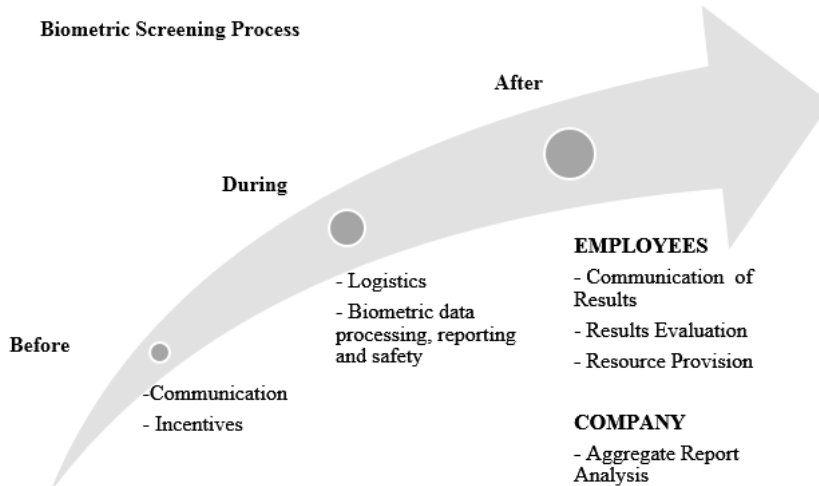 Biometric Screening Process
Before
-Communication
- Incentives
During
- Logistics
- Biometric data
processing, reporting
and safety
After
EMPLOYEES
- Communication of
Results
- Results Evaluation
- Resource Provision
COMPANY
- Aggregate Report
Analysis